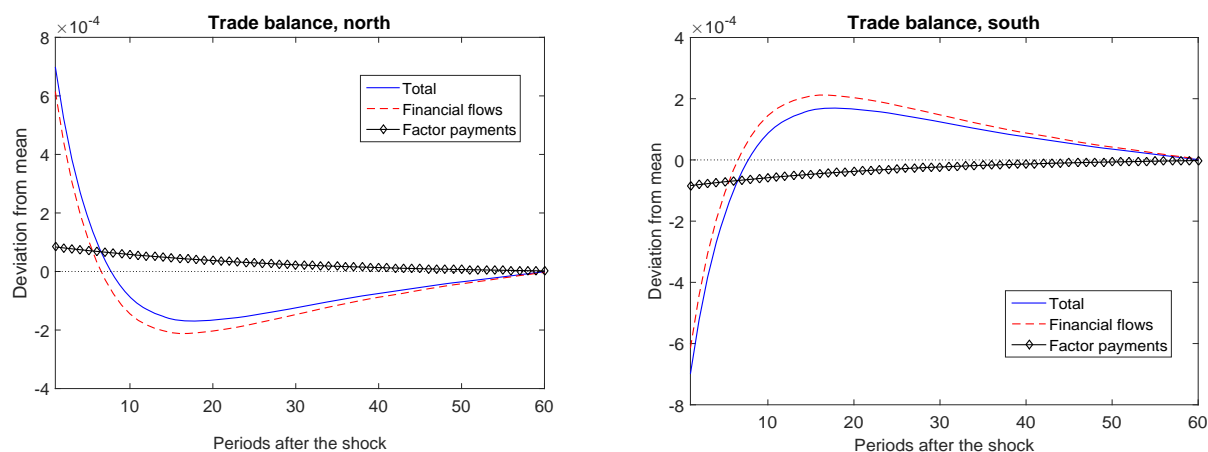 Trade balance, north
×10-4
8
6
4
2
0
-2
-4
Deviation from mean
Total
Financial flows
Factor payments
10 20 30 40 50 60
Periods after the shock
Trade balance, south
×10-4
4
2
0
-2
-4
-6
-8
Deviation from mean
Total
Financial flows
Factor payments
10 20 30 40 50 60
Periods after the shock